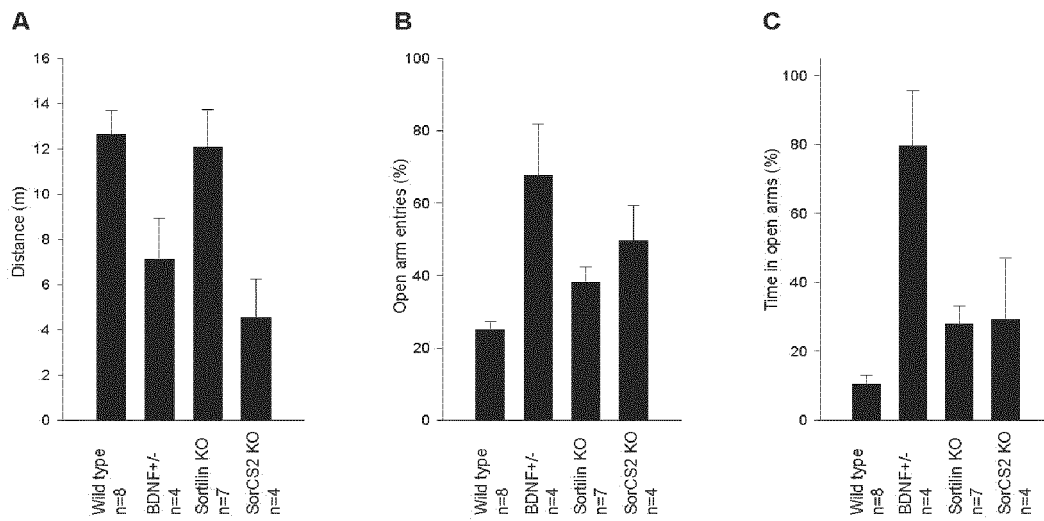 A
16
14
12
10
8
6
4
2
0
Distance (m)
Wild type
n=8
BDNF+/-
n=4
Sortilin KO
n=7
SorCS2 KO
n=4
B
100
80
60
40
20
0
Open arm entries (%)
Wild type
n=8
BDNF+/-
n=4
Sortilin KO
n=7
SorCS2 KO
n=4
C
100
80
60
40
20
0
Time in open arms (%)
Wild type
n=8
BDNF+/-
n=4
Sortilin KO
n=7
SorCS2 KO
n=4